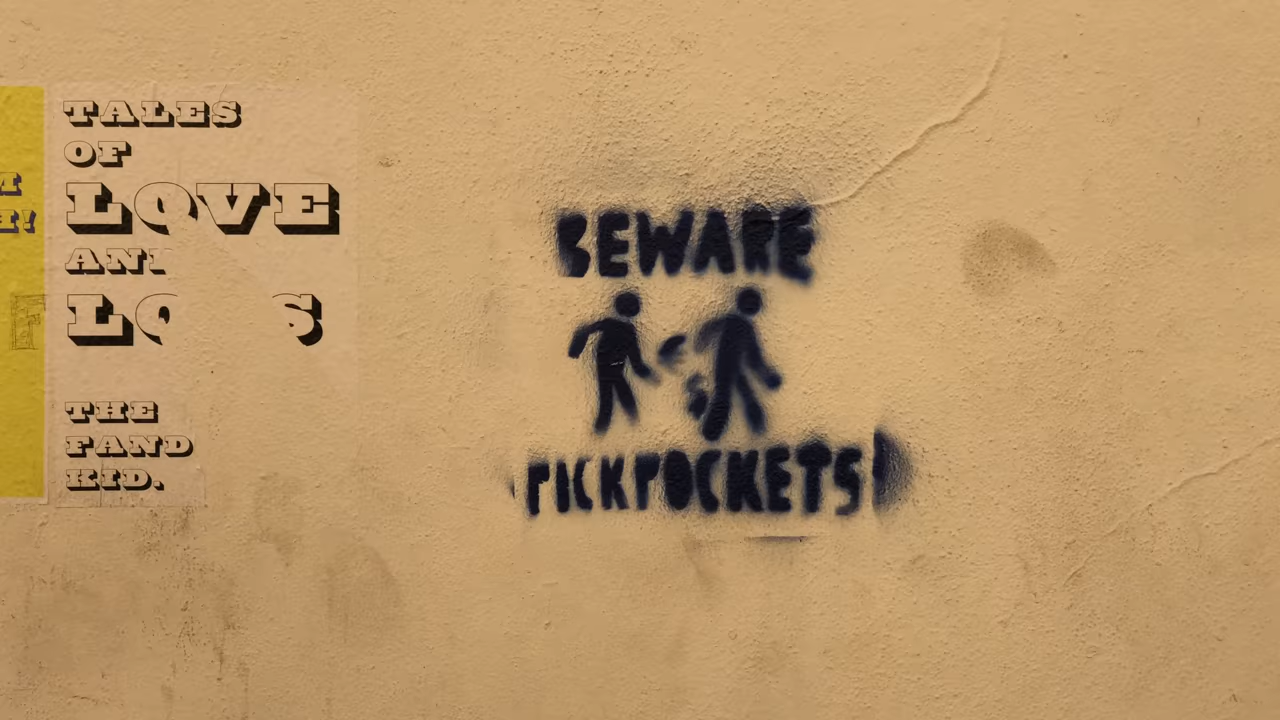 TALES
OF
LOVE
THE
FAND
KID.
BEWARE
PICKPOCKETS